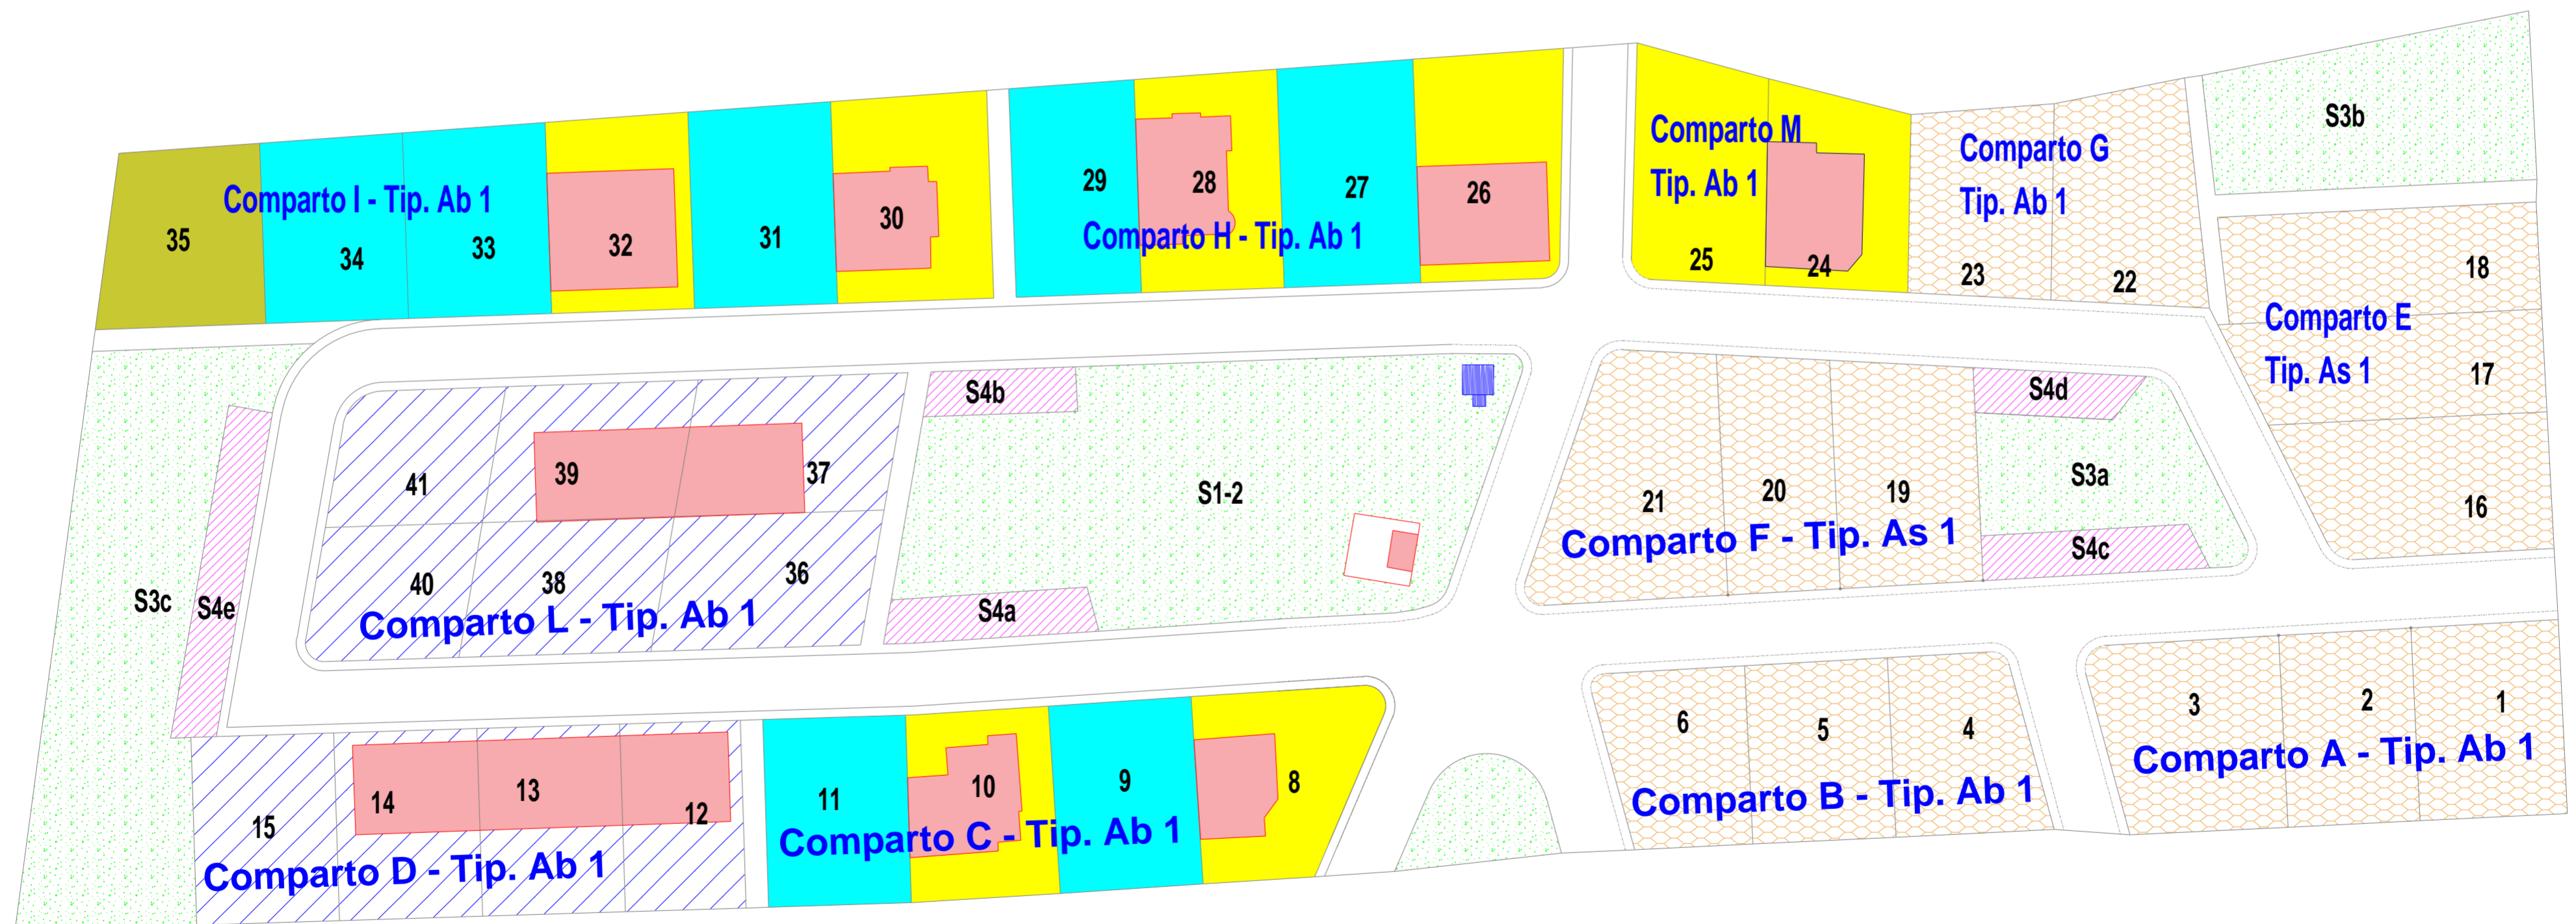 S3b
Comparto M
Tip. Ab 1
Comparto G
Tip. Ab 1
Comparto I - Tip. Ab 1
35
34
33
32
31
30
29
28
27
26
Comparto H - Tip. Ab 1
25
24
23
22
18
Comparto E
Tip. As 1
17
16
S4b
S4d
41
39
37
S1-2
21
20
19
S3a
Comparto F - Tip. As 1
S4c
S3c
S4e
40
38
36
S4a
Comparto L - Tip. Ab 1
6
5
4
3
2
1
Comparto A - Tip. Ab 1
Comparto B - Tip. Ab 1
15
14
13
12
11
10
9
8
Comparto C - Tip. Ab 1
Comparto D - Tip. Ab 1